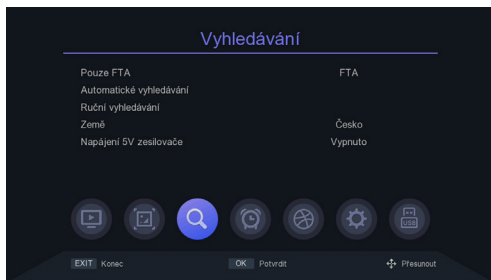 Vyhledávání
Pouze FTA FTA
Automatické vyhledávání
Ruční vyhledávání
Země Česko
Napájení 5V zesilovače Vypnuto
USB
EXIT Konec OK Potvrdit Přesunout